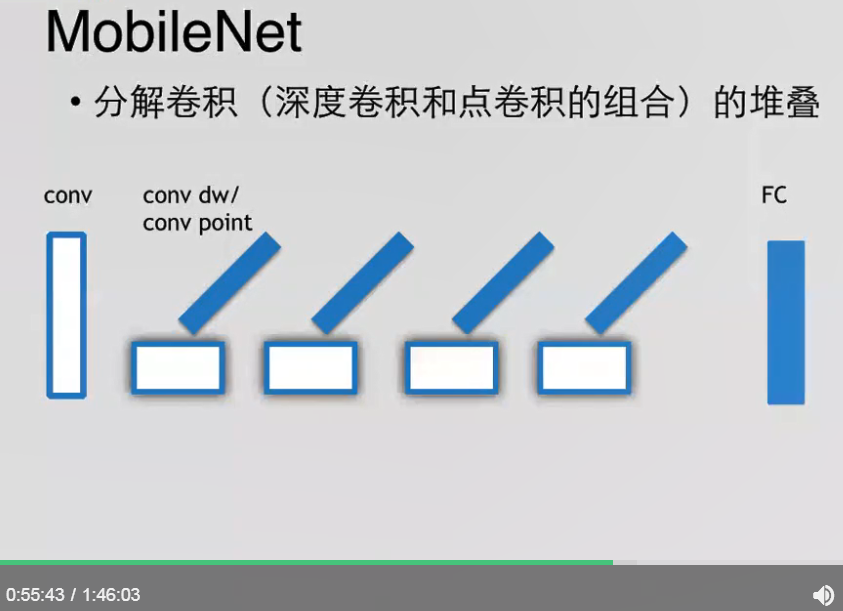 MobileNet
• 分解卷积（深度卷积和点卷积的组合）的堆叠
conv
conv dw/
conv point
FC
0:55:43 / 1:46:03